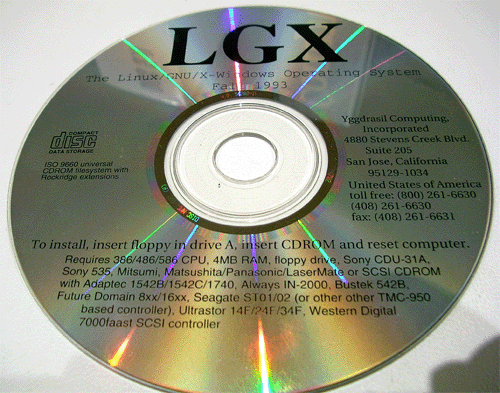 LGX
The Linux/GNU/X-Windows Operating System
Fall 1993
COMPACT
disc
DATA STORAGE
ISO 9660 universal
CDROM filesystem with
Rockridge extensions
Yggdrasil Computing,
Incorporated
4880 Stevens Creek Blvd.
Suite 205
San Jose, California
95129-1034
United States of America
toll free: (800) 261-6630
(408) 261-6630
fax: (408) 261-6631
To install, insert floppy in drive A, insert CDROM and reset computer.
Requires 386/486/586 CPU, 4MB RAM, floppy drive, Sony CDU-31A,
Sony 535, Mitsumi, Matsushita/Panasonic/LaserMate or SCSI CDROM
with Adaptec 1542B/1542C/1740, Always IN-2000, Bustek 542B,
Future Domain 8xx/16xx, Seagate ST01/02 (or other other TMC-950
based controller), Ultrastor 14F/24F/34F, Western Digital
7000faast SCSI controller